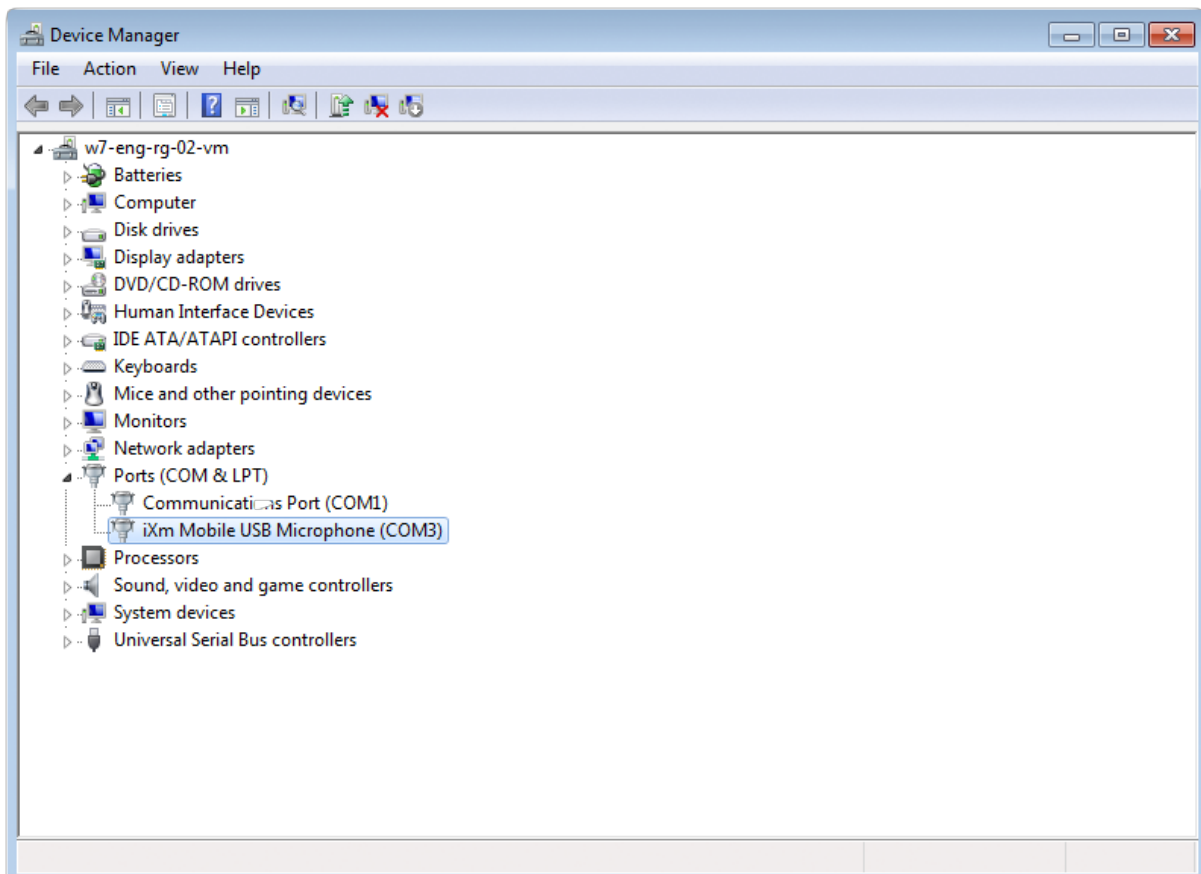 Device Manager
File Action View Help
w7-eng-rg-02-vm
Batteries
Computer
Disk drives
Display adapters
DVD/CD-ROM drives
Human Interface Devices
IDE ATA/ATAPI controllers
Keyboards
Mice and other pointing devices
Monitors
Network adapters
Ports (COM & LPT)
Port (COM1)
iXm Mobile USB Microphone (COM3)
Processors
Sound, video and game controllers
System devices
Universal Serial Bus controllers